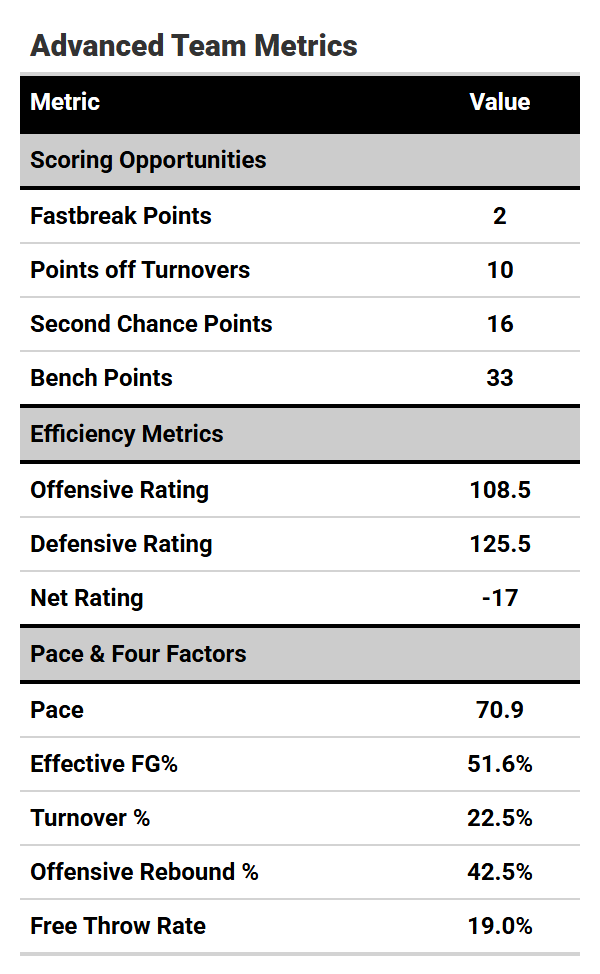 Advanced Team Metrics
Metric Value
Scoring Opportunities
Fastbreak Points 2
Points off Turnovers 10
Second Chance Points 16
Bench Points 33
Efficiency Metrics
Offensive Rating 108.5
Defensive Rating 125.5
Net Rating -17
Pace & Four Factors
Pace 70.9
Effective FG% 51.6%
Turnover % 22.5%
Offensive Rebound % 42.5%
Free Throw Rate 19.0%